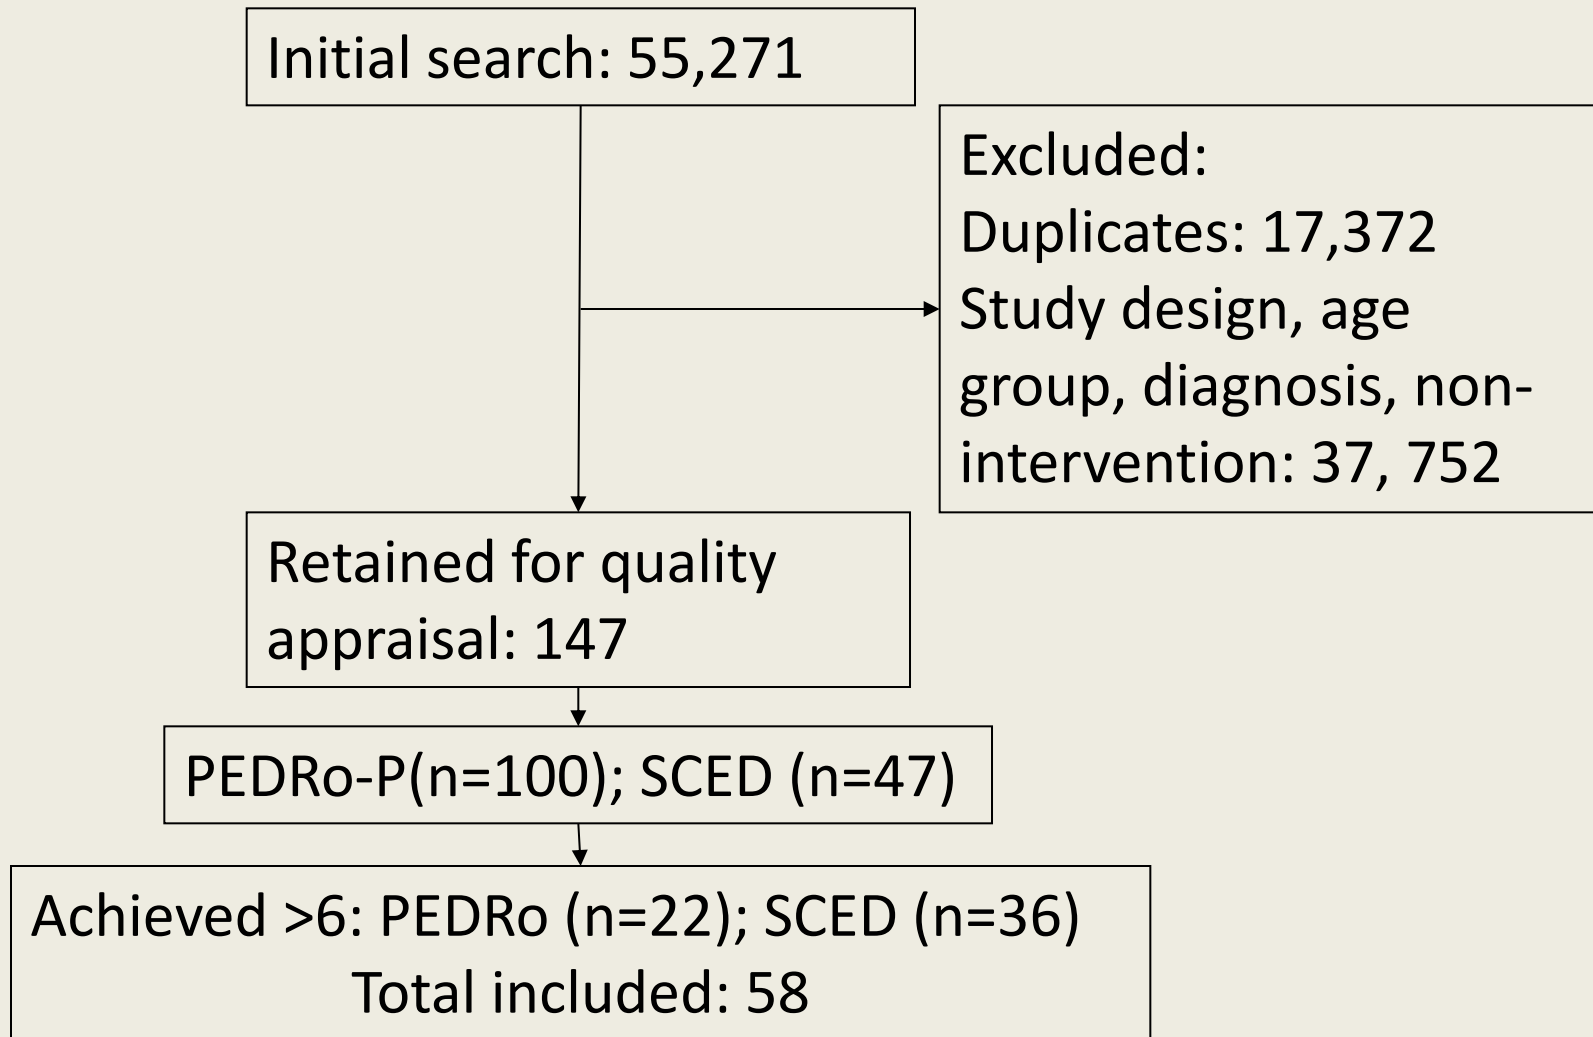 Initial search: 55,271
Excluded:
Duplicates: 17,372
Study design, age
group, diagnosis, non-
intervention: 37, 752
Retained for quality
appraisal: 147
PEDRo-P(n=100); SCED (n=47)
Achieved >6: PEDRo (n=22); SCED (n=36)
Total included: 58